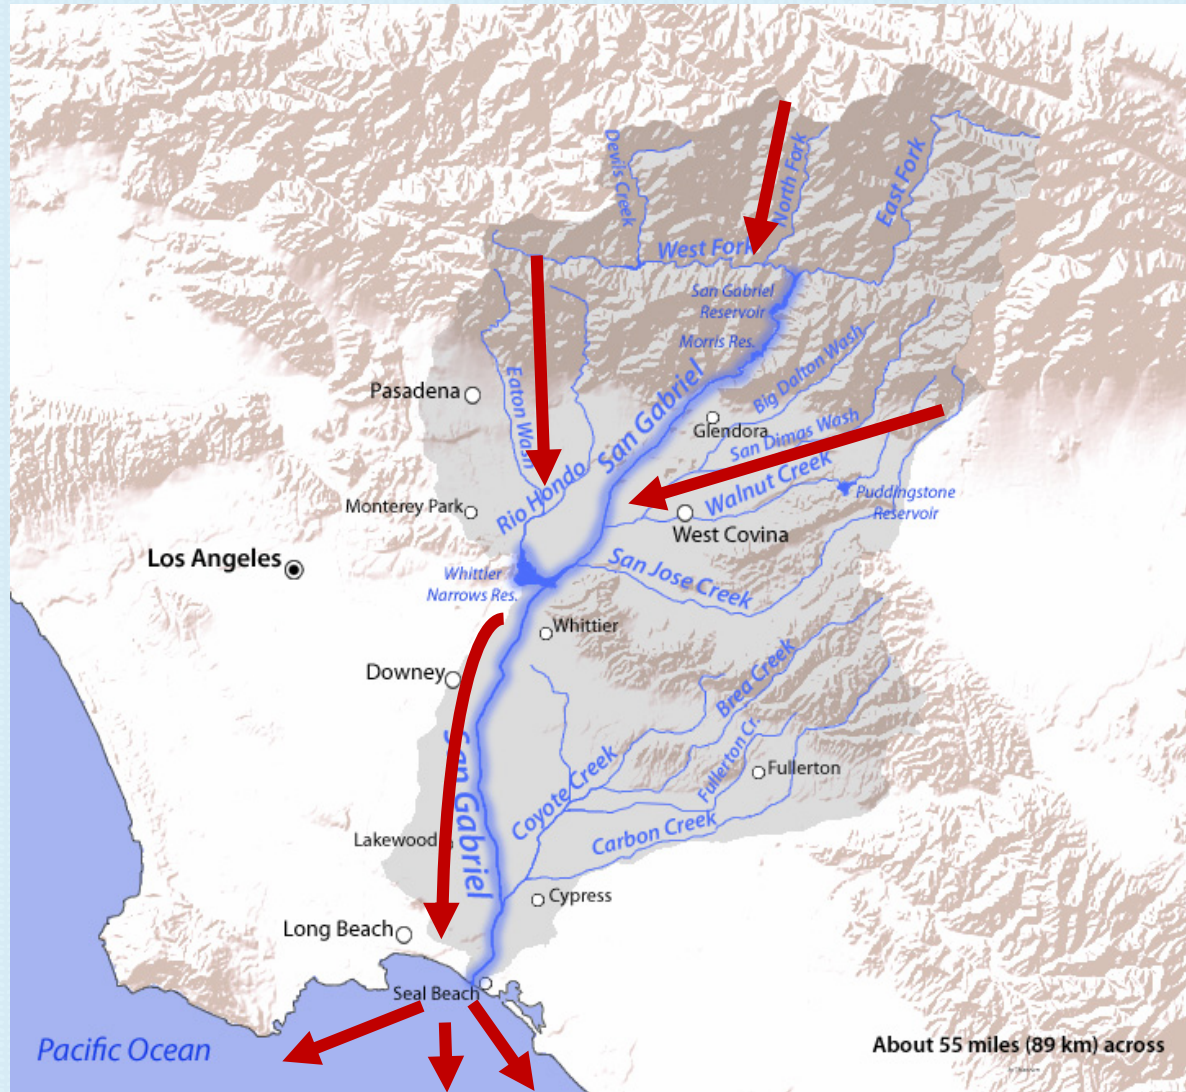 Devils Creek
North Fork
East Fork
West Fork
San Gabriel
Reservoir
Morris Res.
Eaton Wash
Pasadena
San Gabriel
Big Dalton Wash
Glendora
San Dimas Wash
Rio Hondo
Walnut Creek
Puddingstone
Reservoir
Monterey Park
West Covina
Los Angeles
Whittier
Narrows Res.
San Jose Creek
Whittier
Downey
Brea Creek
San Gabriel
Fullerton Cr.
Fullerton
Coyote Creek
Carbon Creek
Lakewood
Cypress
Long Beach
Seal Beach
Pacific Ocean
About 55 miles (89 km) across